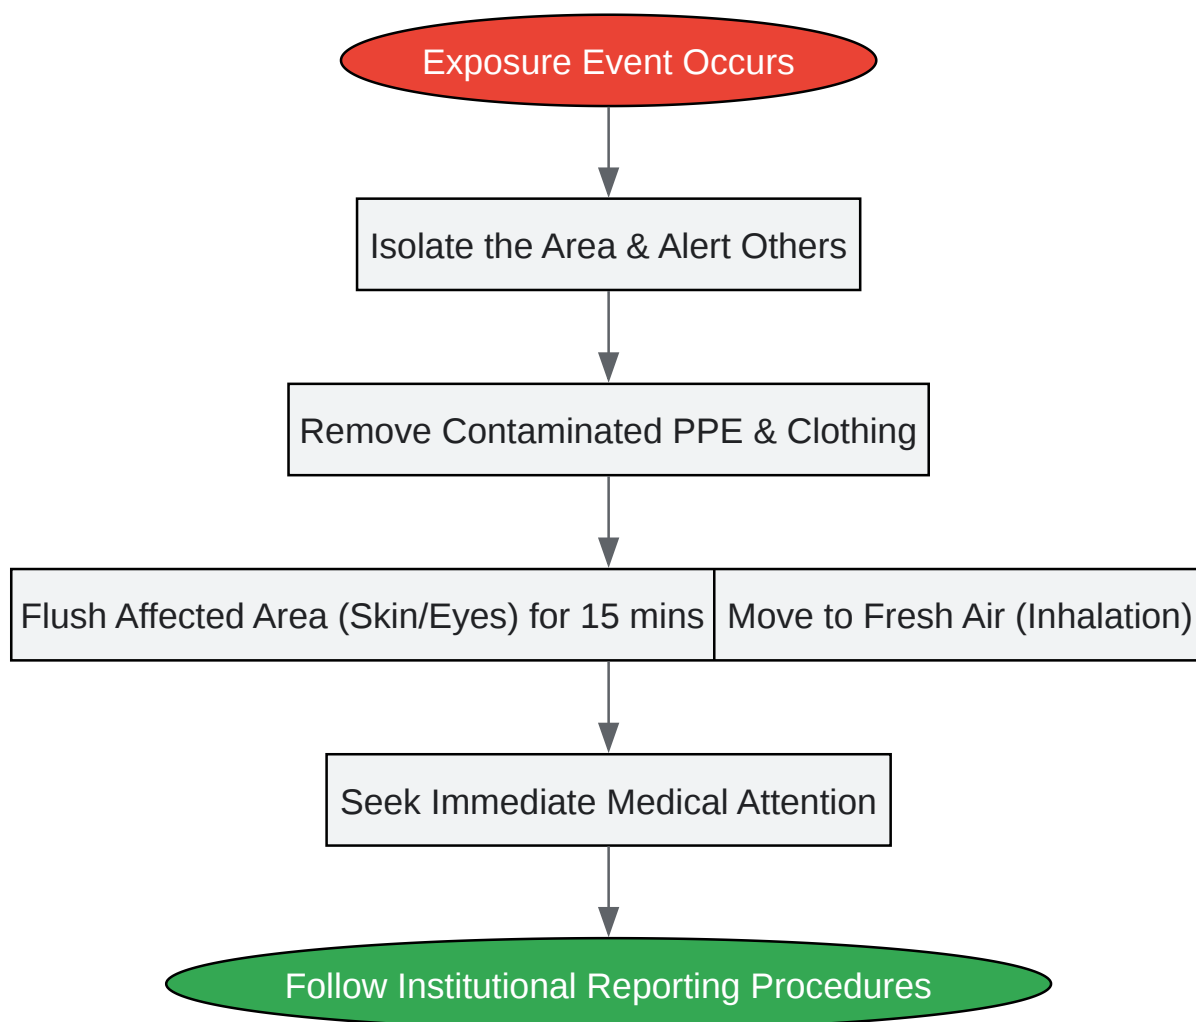 Exposure Event Occurs
Isolate the Area & Alert Others
Remove Contaminated PPE & Clothing
Flush Affected Area (Skin/Eyes) for 15 mins
Move to Fresh Air (Inhalation)
Seek Immediate Medical Attention
Follow Institutional Reporting Procedures